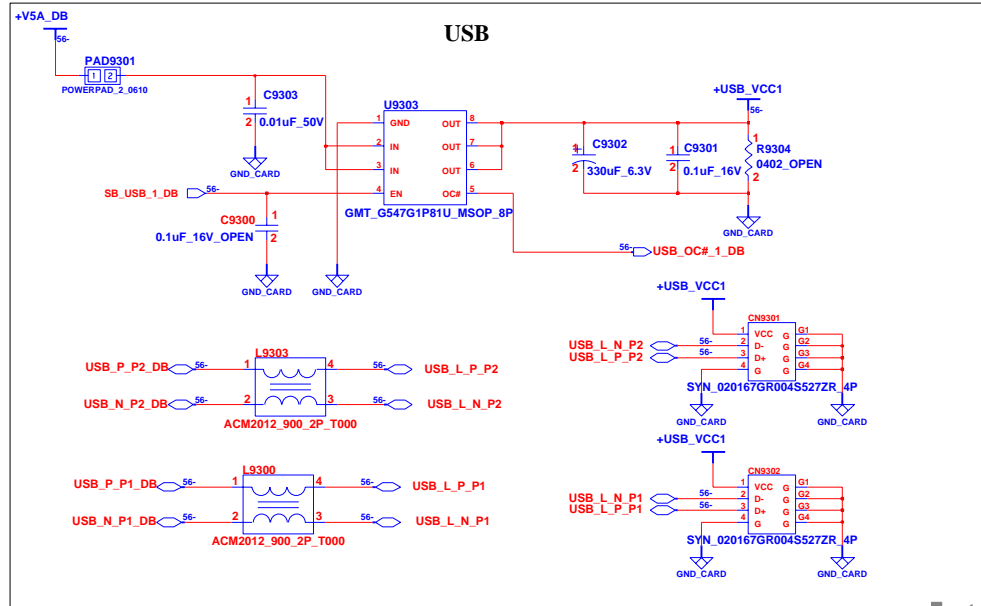 USB
+V5A_DB
56-
PAD9301
1 2
POWERPAD_2_0610
1
C9303
2
0.01uF_50V
GND_CARD
U9303
1 GND OUT 8
2 IN OUT 7
3 IN OUT 6
4 EN OC# 5
GMT_G547G1P81U_MSOP_8P
SB_USB_1_DB 56-
1
C9300
2
0.1uF_16V_OPEN
GND_CARD
GND_CARD
+USB_VCC1
56-
1
C9302
2
330uF_6.3V
1
C9301
2
0.1uF_16V
1
R9304
0402_OPEN
2
GND_CARD
56- USB_OC#_1_DB
L9303
USB_P_P2_DB 56- 1 4 56- USB_L_P_P2
USB_N_P2_DB 56- 2 3 56- USB_L_N_P2
ACM2012_900_2P_T000
L9300
USB_P_P1_DB 56- 1 4 56- USB_L_P_P1
USB_N_P1_DB 56- 2 3 56- USB_L_N_P1
ACM2012_900_2P_T000
+USB_VCC1
CN9301
1 VCC G G1
USB_L_N_P2 56- 2 D- G G2
USB_L_P_P2 56- 3 D+ G G3
4 G G G4
SYN_020167GR004S527ZR_4P
GND_CARD
GND_CARD
+USB_VCC1
CN9302
1 VCC G G1
USB_L_N_P1 56- 2 D- G G2
USB_L_P_P1 56- 3 D+ G G3
4 G G G4
SYN_020167GR004S527ZR_4P
GND_CARD
GND_CARD